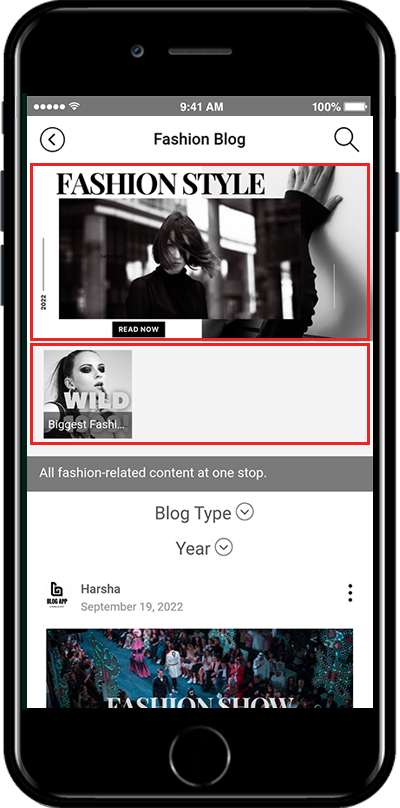 9:41 AM
100%
Fashion Blog
FASHION STYLE
2022
READ NOW
WILD
Biggest Fashi...
All fashion-related content at one stop.
Blog Type
Year
BLOG APP
Harsha
September 19, 2022
FASHION SHOW